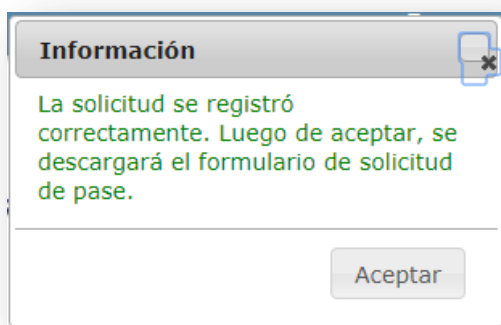 Información
La solicitud se registró
correctamente. Luego de aceptar, se
descargará el formulario de solicitud
de pase.
Aceptar